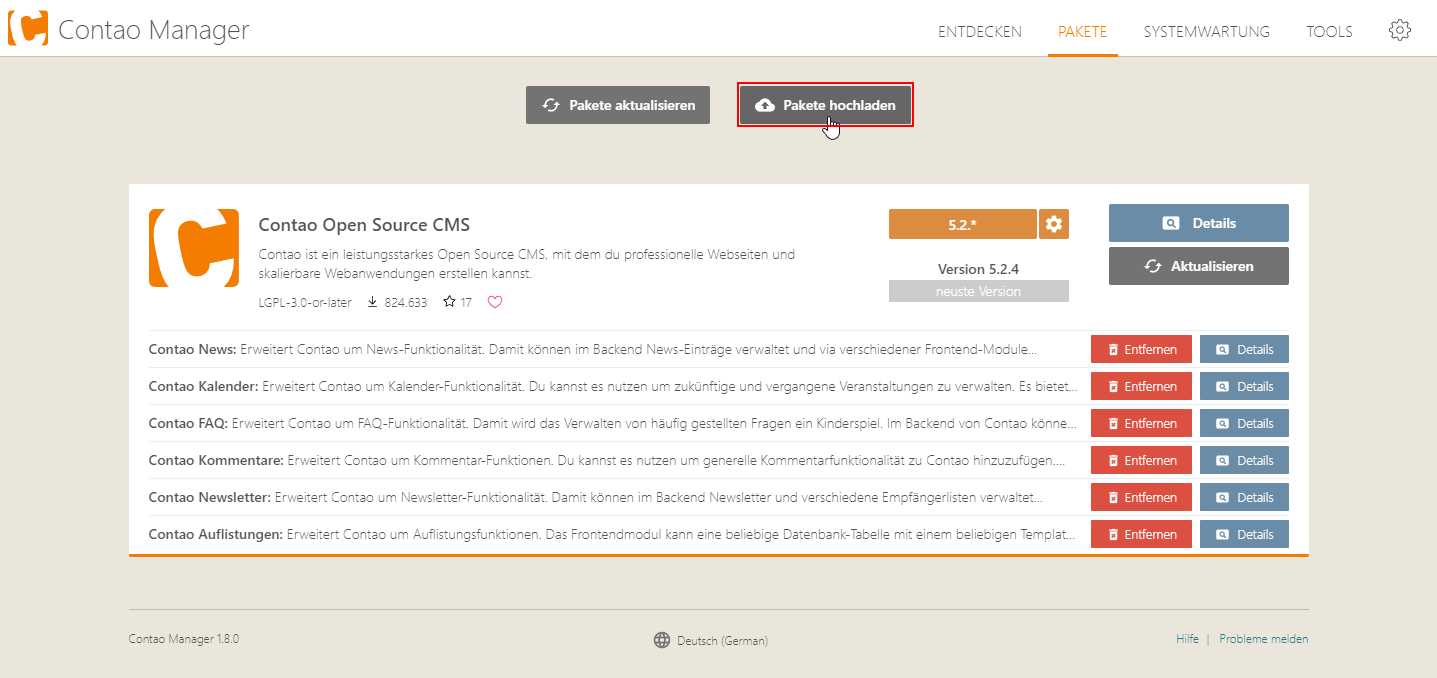 Contao Manager
ENTDECKEN PAKETE SYSTEMWARTUNG TOOLS
Pakete aktualisieren Pakete hochladen
Contao Open Source CMS
Contao ist ein leistungsstarkes Open Source CMS, mit dem du professionelle Webseiten und
skalierbare Webanwendungen erstellen kannst.
LGPL-3.0-or-later 824.633 17
5.2.*
Version 5.2.4
neuste Version
Details
Aktualisieren
Contao News: Erweitert Contao um News-Funktionalität. Damit können im Backend News-Einträge verwaltet und via verschiedener Frontend-Module... Entfernen Details
Contao Kalender: Erweitert Contao um Kalender-Funktionalität. Du kannst es nutzen um zukünftige und vergangene Veranstaltungen zu verwalten. Es bietet... Entfernen Details
Contao FAQ: Erweitert Contao um FAQ-Funktionalität. Damit wird das Verwalten von häufig gestellten Fragen ein Kinderspiel. Im Backend von Contao könne... Entfernen Details
Contao Kommentare: Erweitert Contao um Kommentar-Funktionen. Du kannst es nutzen um generelle Kommentarfunktionalität zu Contao hinzuzufügen.... Entfernen Details
Contao Newsletter: Erweitert Contao um Newsletter-Funktionalität. Damit können im Backend Newsletter und verschiedene Empfängerlisten verwaltet... Entfernen Details
Contao Auflistungen: Erweitert Contao um Auflistungsfunktionen. Das Frontendmodul kann eine beliebige Datenbank-Tabelle mit einem beliebigen Templat... Entfernen Details
Contao Manager 1.8.0 Deutsch (German) Hilfe | Probleme melden